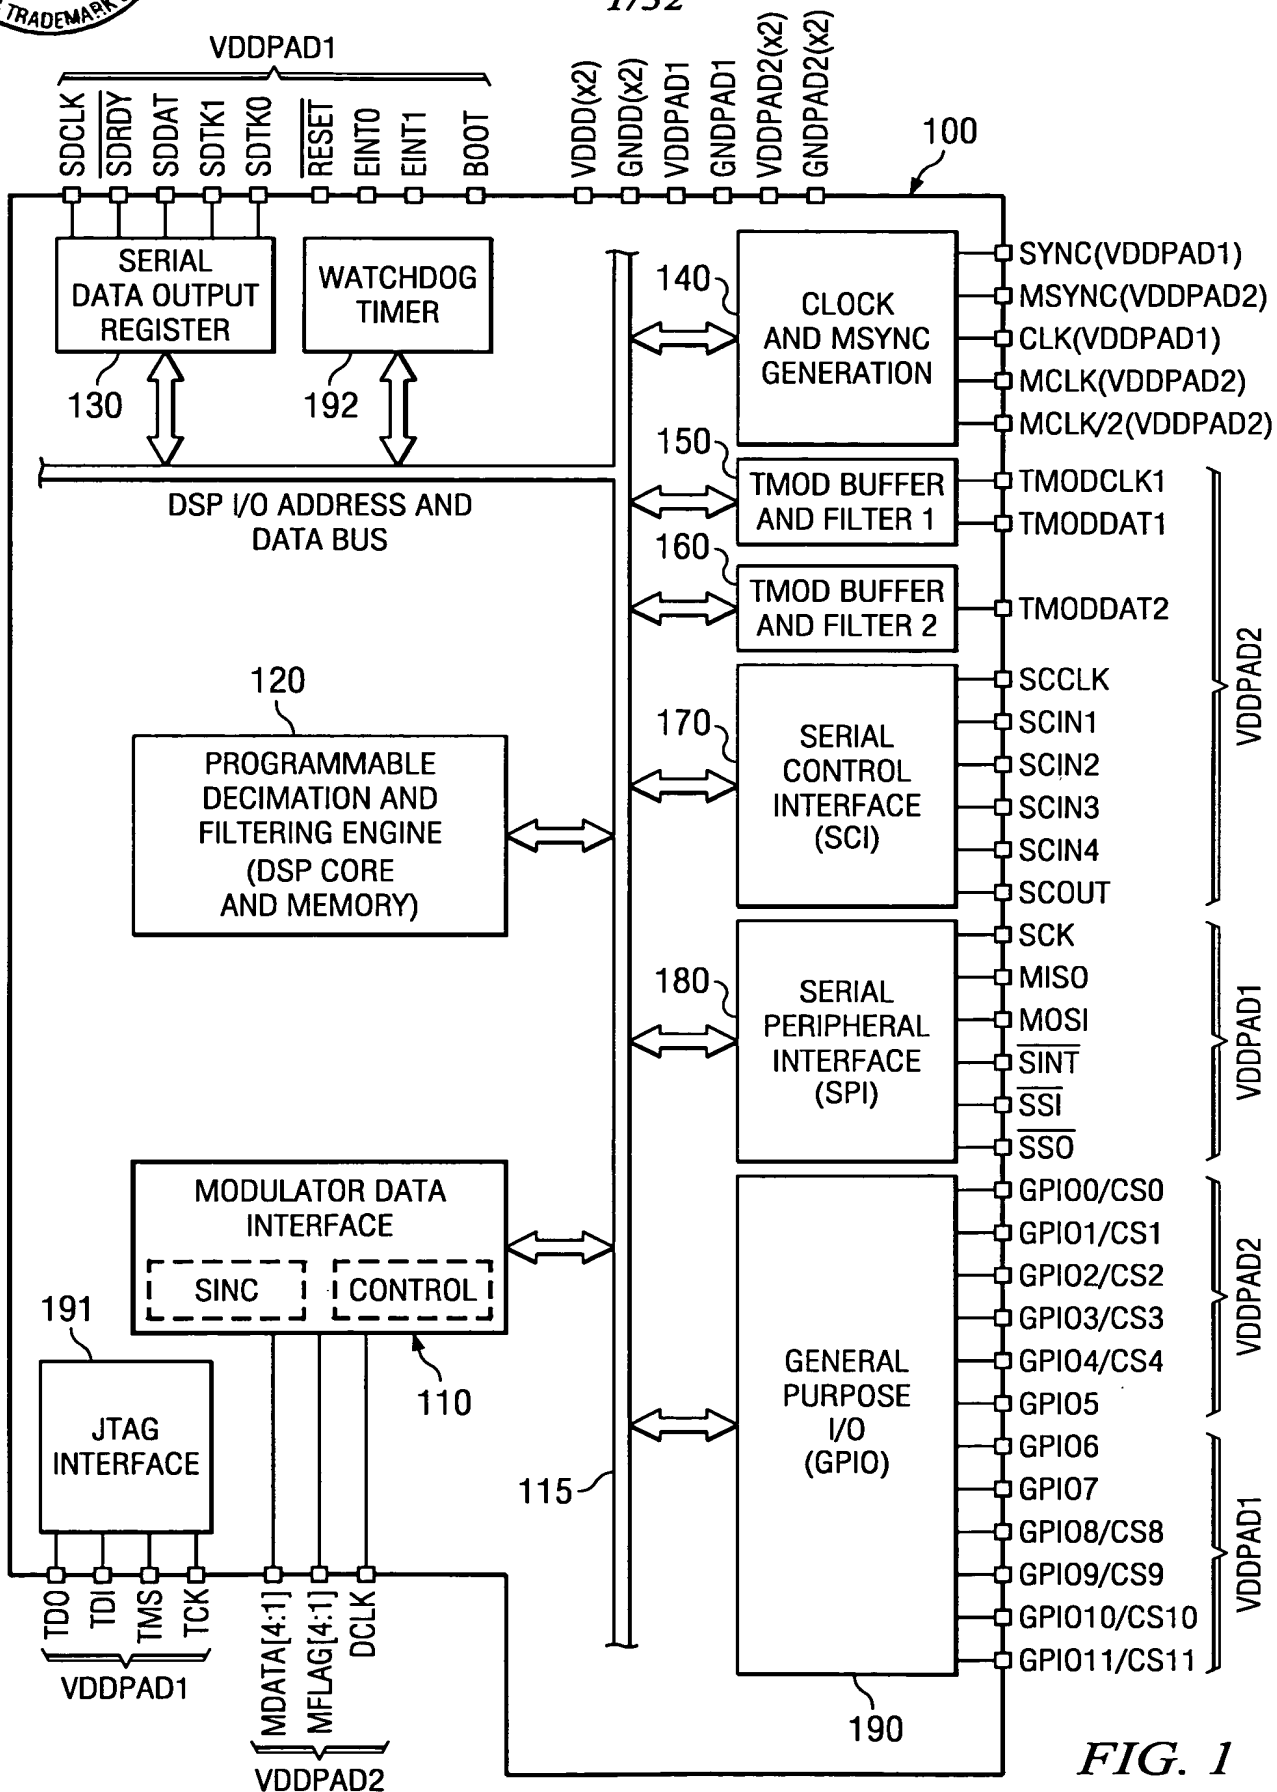 TRADEMARK
1/32
VDDPAD1
SDCLK
SDRDY
SDDAT
SDTK1
SDTK0
RESET
EINT0
EINT1
BOOT
VDDD(x2)
GNDD(x2)
VDDPAD1
GNDPAD1
VDDPAD2(x2)
GNDPAD2(x2)
100
SERIAL
DATA OUTPUT
REGISTER
130
WATCHDOG
TIMER
192
DSP I/O ADDRESS AND
DATA BUS
140
CLOCK
AND MSYNC
GENERATION
SYNC(VDDPAD1)
MSYNC(VDDPAD2)
CLK(VDDPAD1)
MCLK(VDDPAD2)
MCLK/2(VDDPAD2)
150
TMOD BUFFER
AND FILTER 1
TMODCLK1
TMODDAT1
160
TMOD BUFFER
AND FILTER 2
TMODDAT2
120
PROGRAMMABLE
DECIMATION AND
FILTERING ENGINE
(DSP CORE
AND MEMORY)
170
SERIAL
CONTROL
INTERFACE
(SCI)
SCCLK
SCIN1
SCIN2
SCIN3
SCIN4
SCOUT
VDDPAD2
180
SERIAL
PERIPHERAL
INTERFACE
(SPI)
SCK
MISO
MOSI
SINT
SSI
SSO
VDDPAD1
MODULATOR DATA
INTERFACE
SINC
CONTROL
110
191
JTAG
INTERFACE
115
GENERAL
PURPOSE
I/O
(GPIO)
190
GPIO0/CS0
GPIO1/CS1
GPIO2/CS2
GPIO3/CS3
GPIO4/CS4
GPIO5
VDDPAD2
GPIO6
GPIO7
GPIO8/CS8
GPIO9/CS9
GPIO10/CS10
GPIO11/CS11
VDDPAD1
TDO
TDI
TMS
TCK
VDDPAD1
MDATA[4:1]
MFLAG[4:1]
DCLK
VDDPAD2
FIG. 1